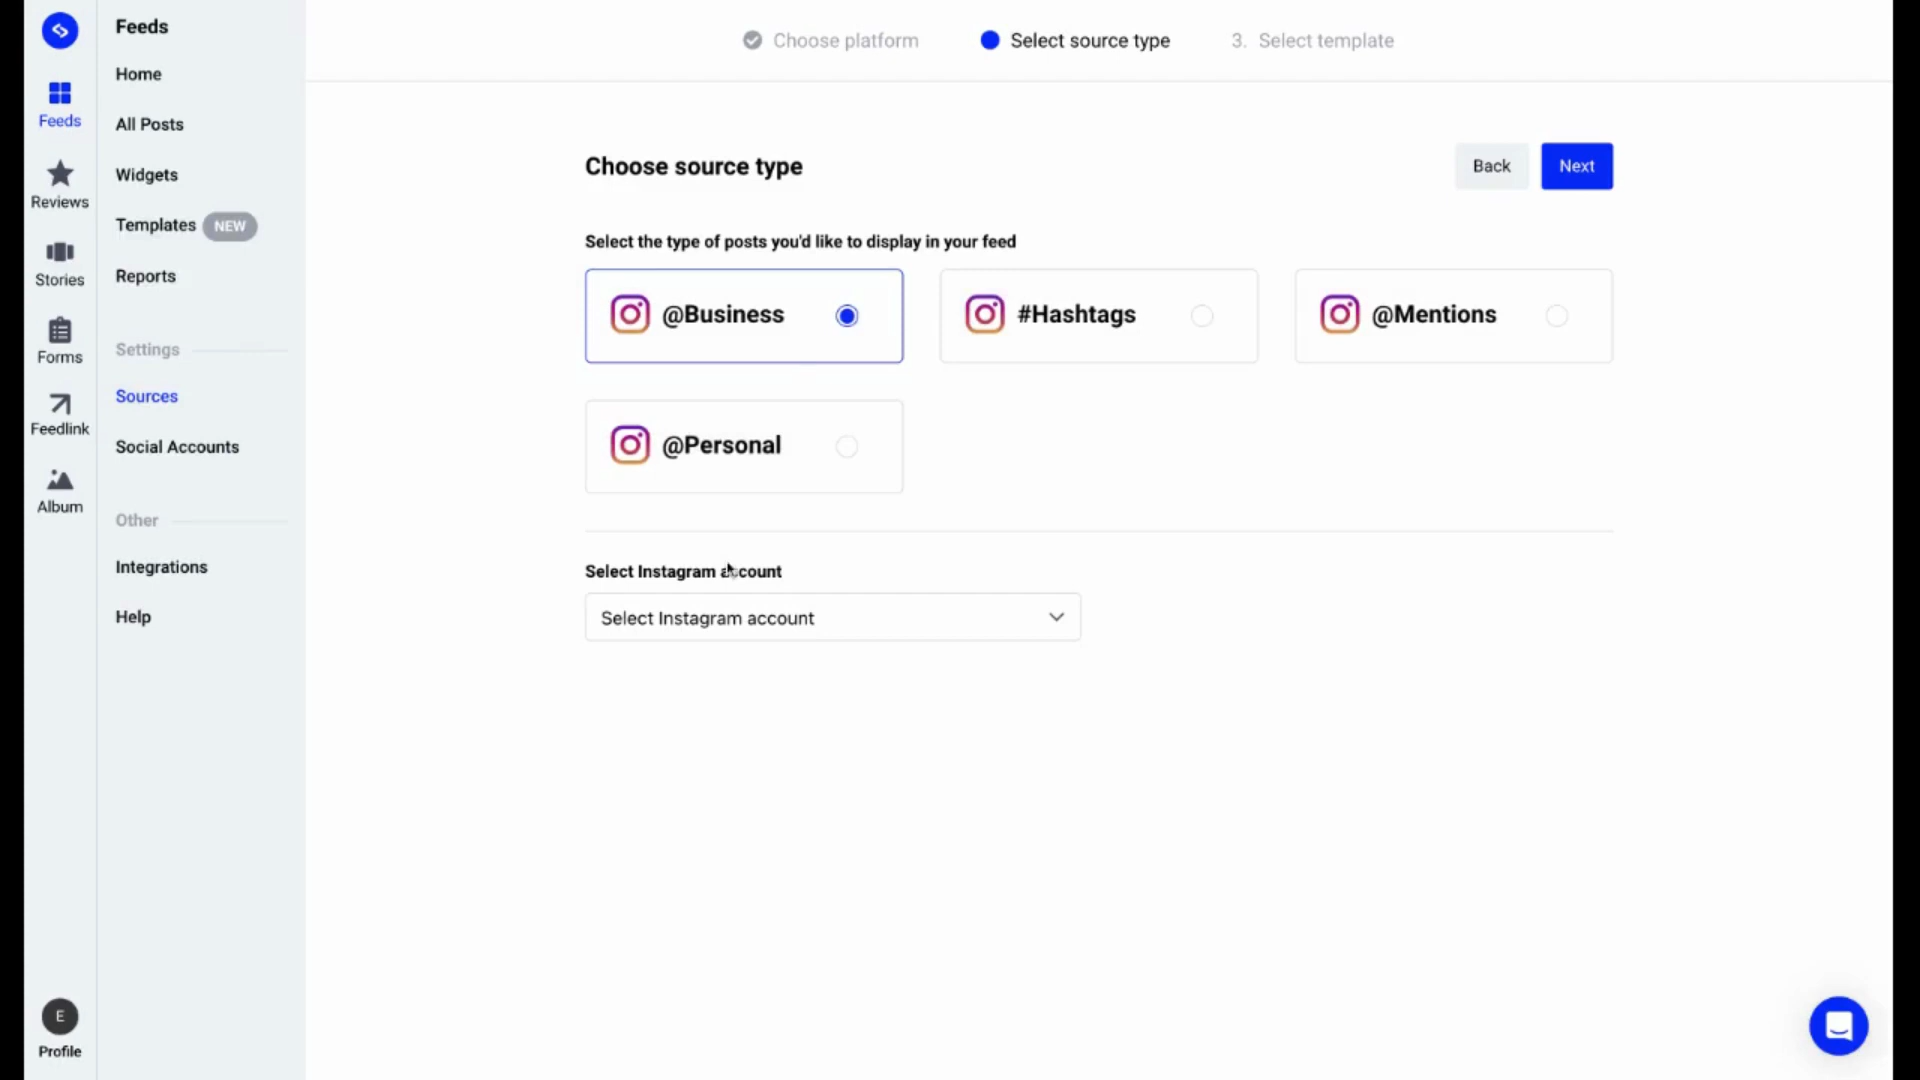 Feeds
Reviews
Stories
Forms
Feedlink
Album
E
Profile
Feeds
Home
All Posts
Widgets
Templates NEW
Reports
Settings
Sources
Social Accounts
Other
Integrations
Help
Choose platform
Select source type
3. Select template
Choose source type
Back
Next
Select the type of posts you'd like to display in your feed
@Business
#Hashtags
@Mentions
@Personal
Select Instagram account
Select Instagram account